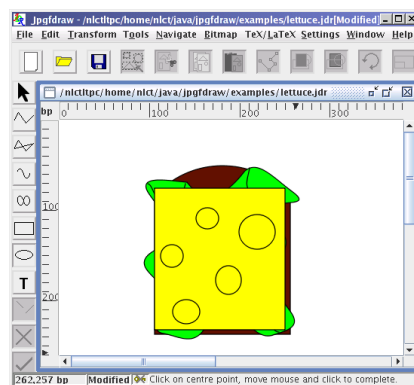 Jpgfdraw - /nlctltpc/home/nlct/java/jpgfdraw/examples/lettuce.jdr[Modified]
File Edit Transform Tools Navigate Bitmap TeX/LaTeX Settings Window Help
/nlctltpc/home/nlct/java/jpgfdraw/examples/lettuce.jdr
bp 0 100 200 300
100
200
T
262,257 bp Modified Click on centre point, move mouse and click to complete.